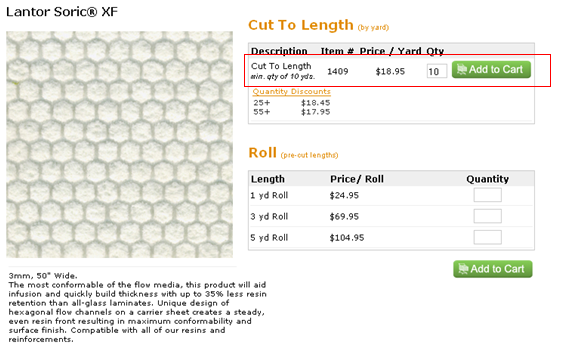 Lantor Soric® XF
Cut To Length (by yard)
Description Item # Price / Yard Qty
Cut To Length
min. qty of 10 yds.
1409 $18.95 10 Add to Cart
Quantity Discounts
25+ $18.45
55+ $17.95
Roll (pre-cut lengths)
Length Price/ Roll Quantity
1 yd Roll $24.95
3 yd Roll $69.95
5 yd Roll $104.95
Add to Cart
3mm, 50" Wide.
The most conformable of the flow media, this product will aid
infusion and quickly build thickness with up to 35% less resin
retention than all-glass laminates. Unique design of
hexagonal flow channels on a carrier sheet creates a steady,
even resin front resulting in maximum conformability and
surface finish. Compatible with all of our resins and
reinforcements.